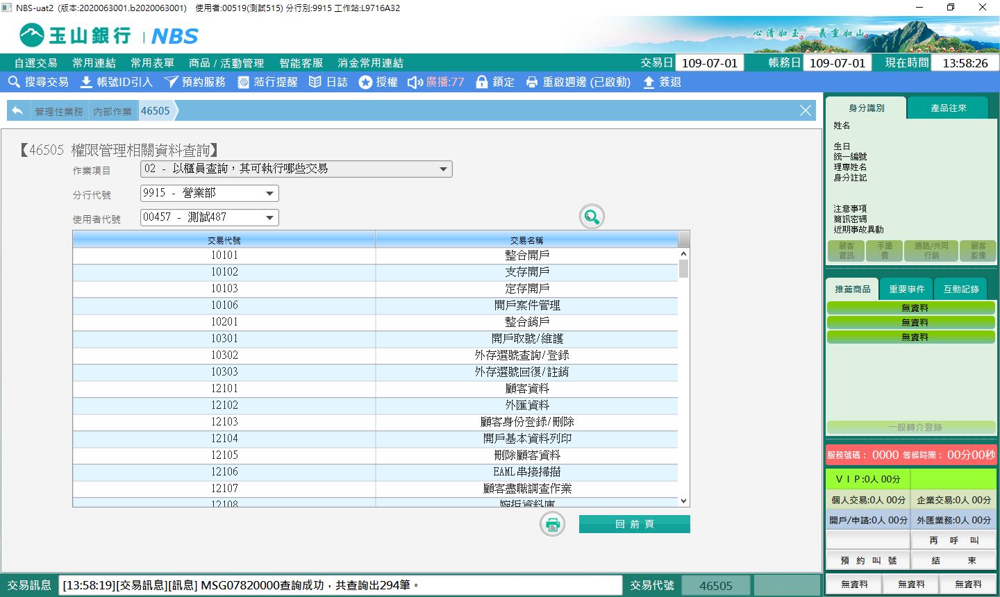 NBS-uat2 (版本:2020063001.b2020063001) 使用者:00519(測試515) 分行別:9915 工作站:L9716A32
玉山銀行 NBS
心清如玉。義重如山。
自選交易 常用連結 常用表單 商品 / 活動管理 智能客服 消金常用連結 交易日 109-07-01 帳務日 109-07-01 現在時間 13:58:26
搜尋交易 帳號ID引入 預約服務 蒞行提醒 日誌 授權 廣播:77 鎖定 重啟週邊 (已啟動) 簽退
管理性業務 內部作業 46505
【46505 權限管理相關資料查詢】
作業項目 02 - 以櫃員查詢，其可執行哪些交易
分行代號 9915 - 營業部
使用者代號 00457 - 測試487
交易代號 交易名稱
10101 整合開戶
10102 支存開戶
10103 定存開戶
10106 開戶案件管理
10201 整合銷戶
10301 開戶取號/維護
10302 外存選號查詢/登錄
10303 外存選號回復/註銷
12101 顧客資料
12102 外匯資料
12103 顧客身份登錄/刪除
12104 開戶基本資料列印
12105 刪除顧客資料
12106 EAML串接掃描
12107 顧客盡職調查作業
12108 婉拒資料庫
回前頁
身分識別 產品往來
姓名
生日
統一編號
理專姓名
身分註記
注意事項
簡訊密碼
近期事故異動
顧客資訊 手續費 通路/共同行銷 顧客影像
推薦商品 重要事件 互動記錄
無資料
無資料
無資料
一般轉介登錄
服務號碼： 0000 等候時間： 00分00秒
ＶＩＰ:0人 00分
個人交易:0人 00分 企業交易:0人 00分
開戶/申請:0人 00分 外匯業務:0人 00分
再呼叫
預約叫號 結束
無資料 無資料 無資料
交易訊息 [13:58:19][交易訊息][訊息] MSG07820000查詢成功，共查詢出294筆。 交易代號 46505